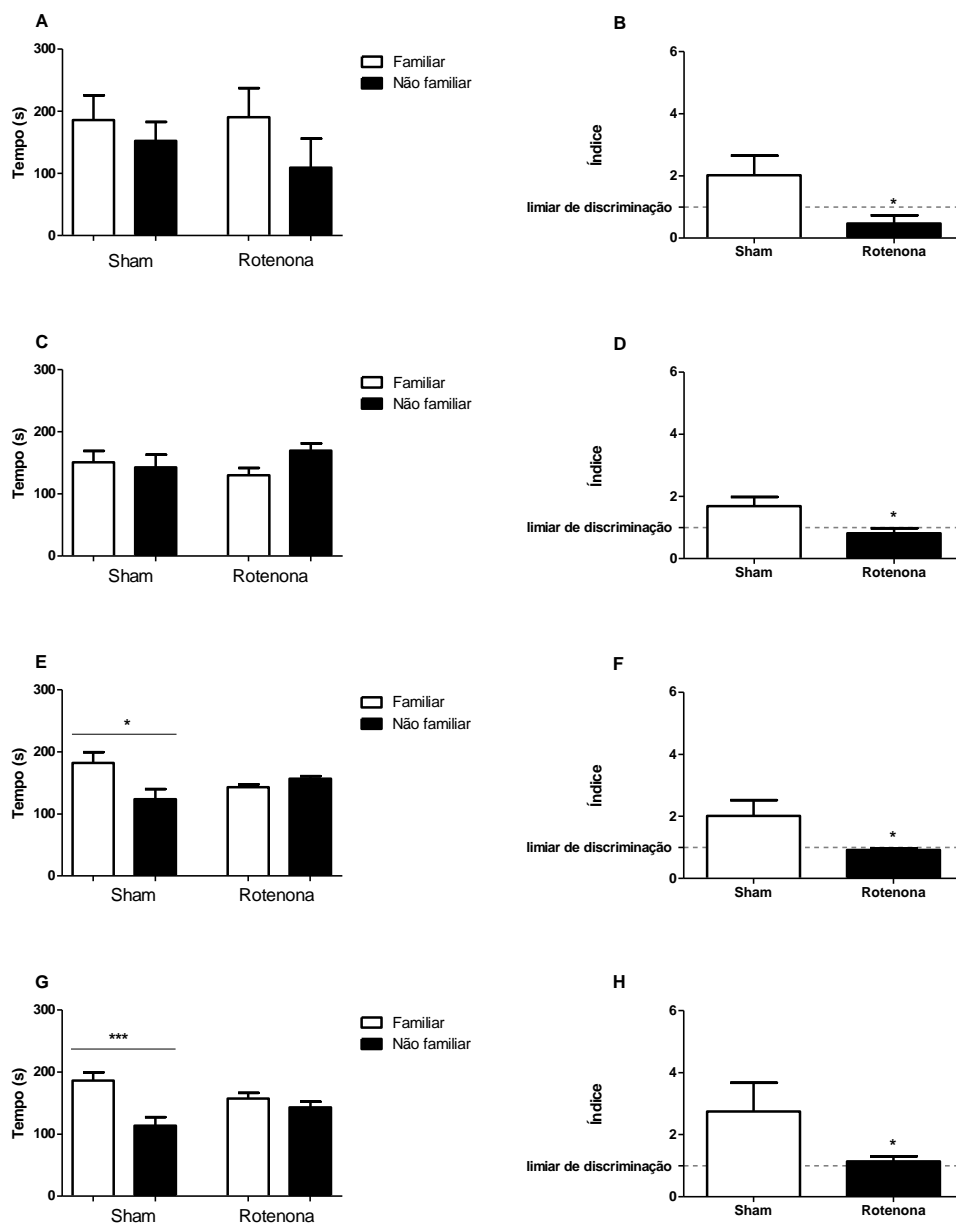 A
300
200
100
0
Tempo (s)
Familiar
Não familiar
Sham
Rotenona
B
6
4
2
0
Índice
limiar de discriminação
*
Sham
Rotenona
C
300
200
100
0
Tempo (s)
Familiar
Não familiar
Sham
Rotenona
D
6
4
2
0
Índice
limiar de discriminação
*
Sham
Rotenona
E
300
200
100
0
Tempo (s)
*
Familiar
Não familiar
Sham
Rotenona
F
6
4
2
0
Índice
limiar de discriminação
*
Sham
Rotenona
G
300
200
100
0
Tempo (s)
***
Familiar
Não familiar
Sham
Rotenona
H
6
4
2
0
Índice
limiar de discriminação
*
Sham
Rotenona